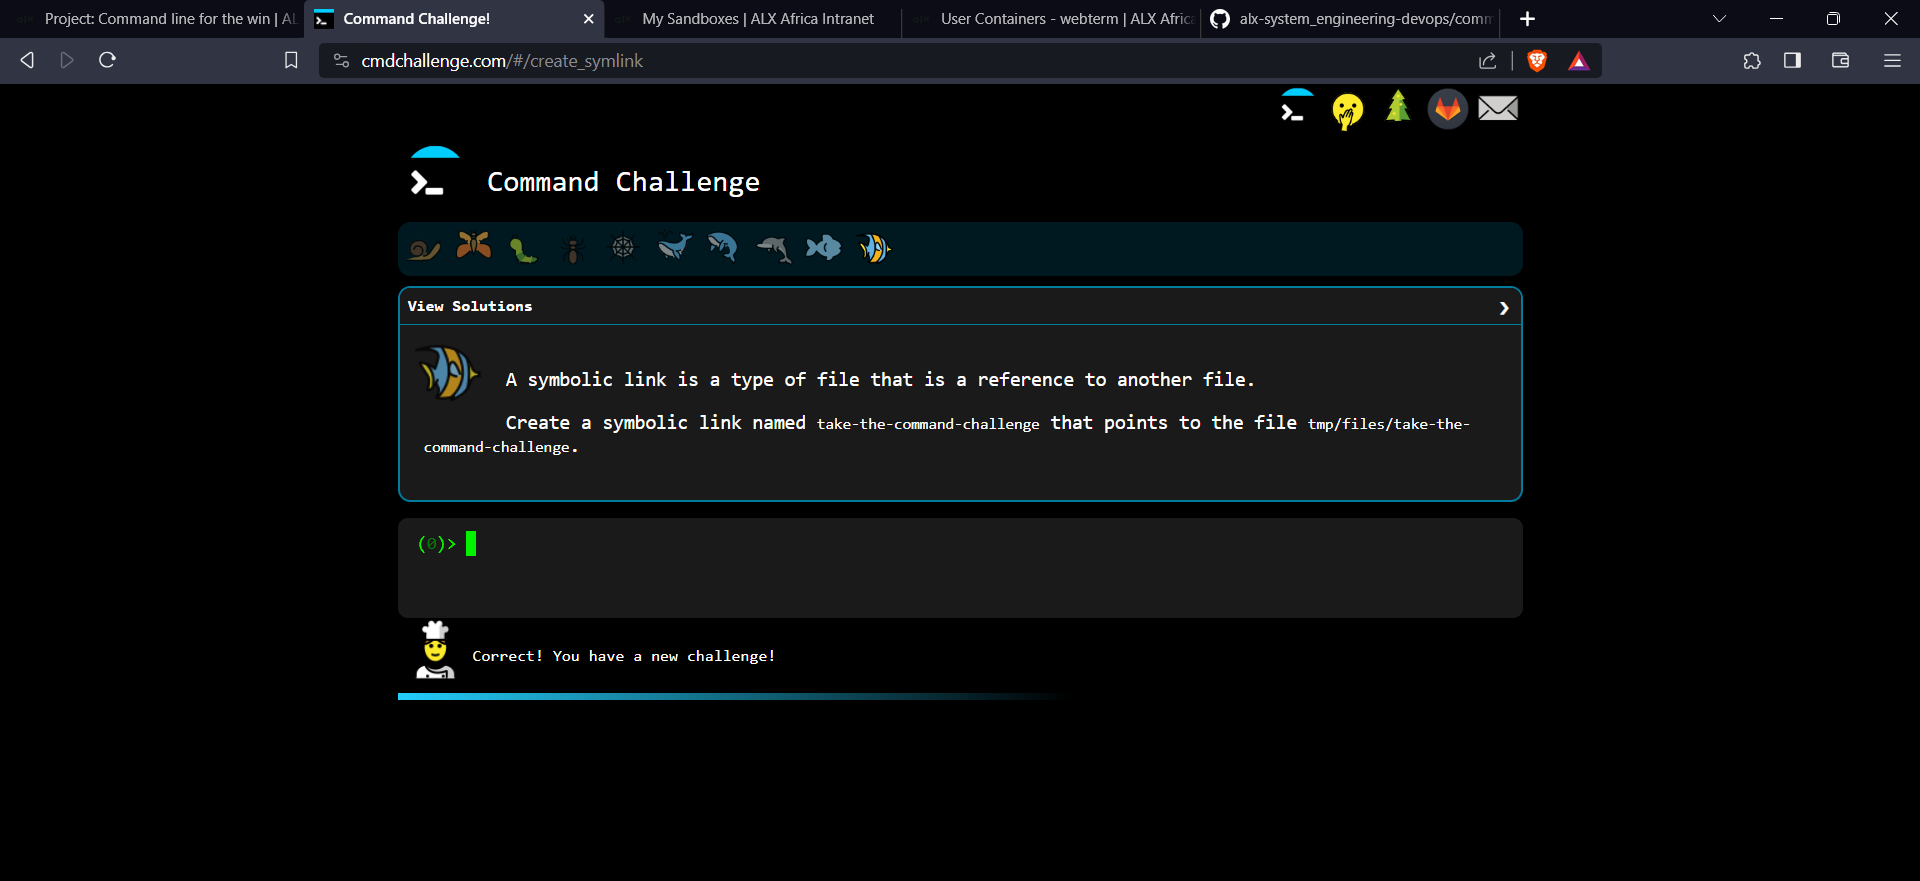 Project: Command line for the win | AL
Command Challenge!
My Sandboxes | ALX Africa Intranet
User Containers - webterm | ALX Afric
alx-system_engineering-devops/comm
cmdchallenge.com/#/create_symlink
Command Challenge
View Solutions
A symbolic link is a type of file that is a reference to another file.
Create a symbolic link named take-the-command-challenge that points to the file tmp/files/take-the-
command-challenge.
(0)>
Correct! You have a new challenge!